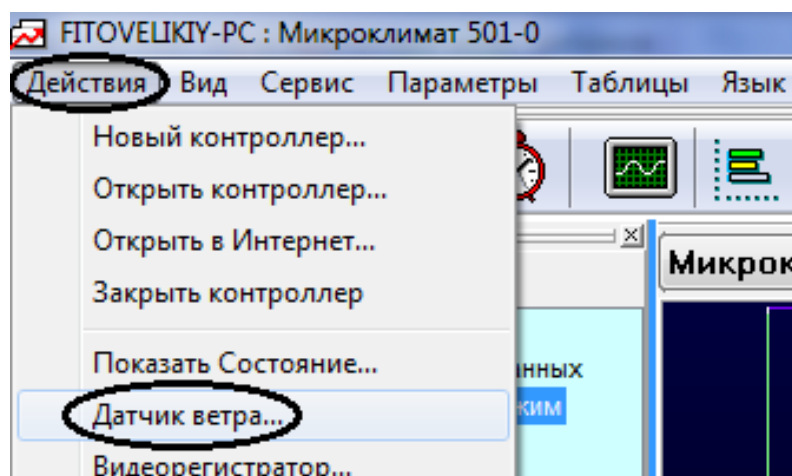 FITOVELIKIY-PC : Микроклимат 501-0
Действия Вид Сервис Параметры Таблицы Язык
Новый контроллер...
Открыть контроллер...
Открыть в Интернет...
Закрыть контроллер
Микрок
Показать Состояние...
нных
Датчик ветра...
ким
Видеорегистратор...